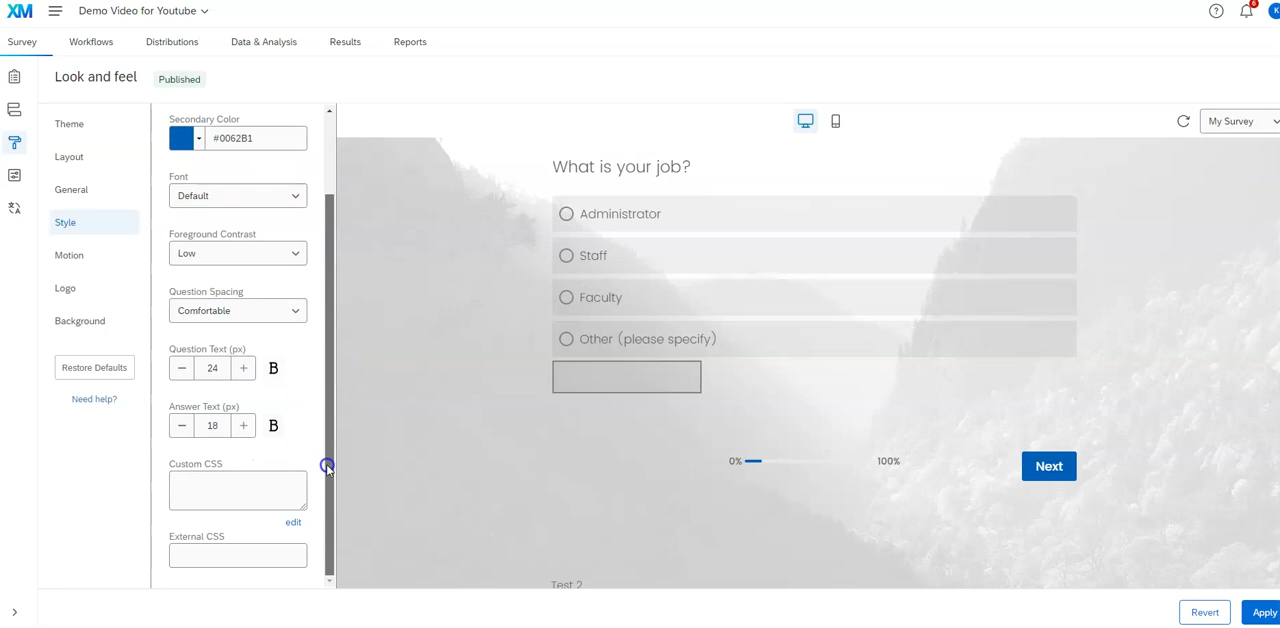 XM Demo Video for Youtube
? 6 K
Survey Workflows Distributions Data & Analysis Results Reports
Look and feel Published
Theme
Layout
General
Style
Motion
Logo
Background
Restore Defaults
Need help?
Secondary Color
#0062B1
Font
Default
Foreground Contrast
Low
Question Spacing
Comfortable
Question Text (px)
− 24 + B
Answer Text (px)
− 18 + B
Custom CSS
edit
External CSS
My Survey
What is your job?
Administrator
Staff
Faculty
Other (please specify)
0% 100%
Next
Test 2
Revert Apply